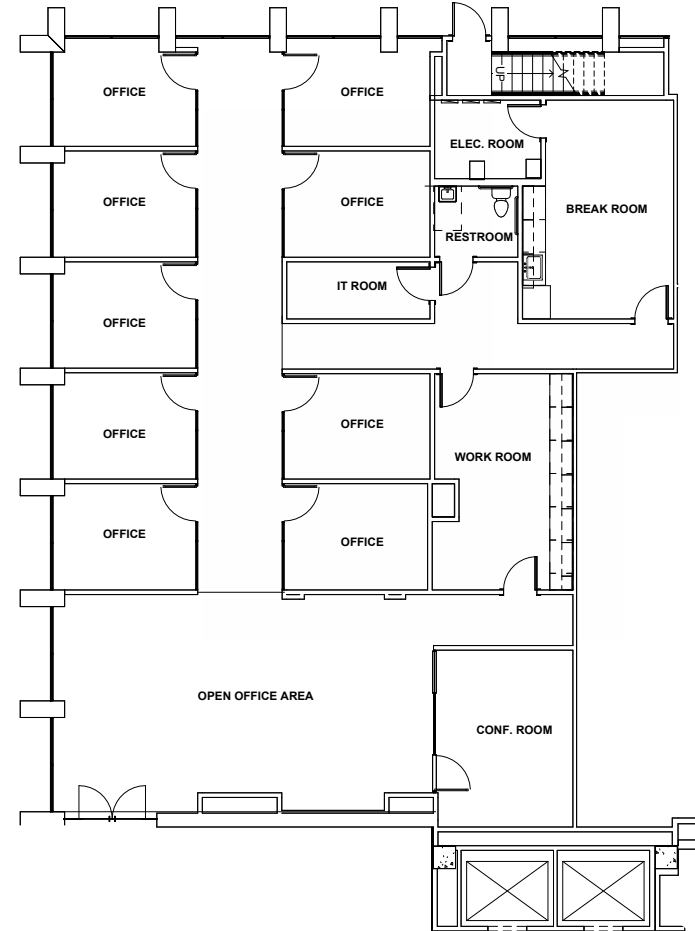 UP
OFFICE
OFFICE
ELEC. ROOM
OFFICE
OFFICE
BREAK ROOM
RESTROOM
IT ROOM
OFFICE
OFFICE
OFFICE
WORK ROOM
OFFICE
OFFICE
OPEN OFFICE AREA
CONF. ROOM